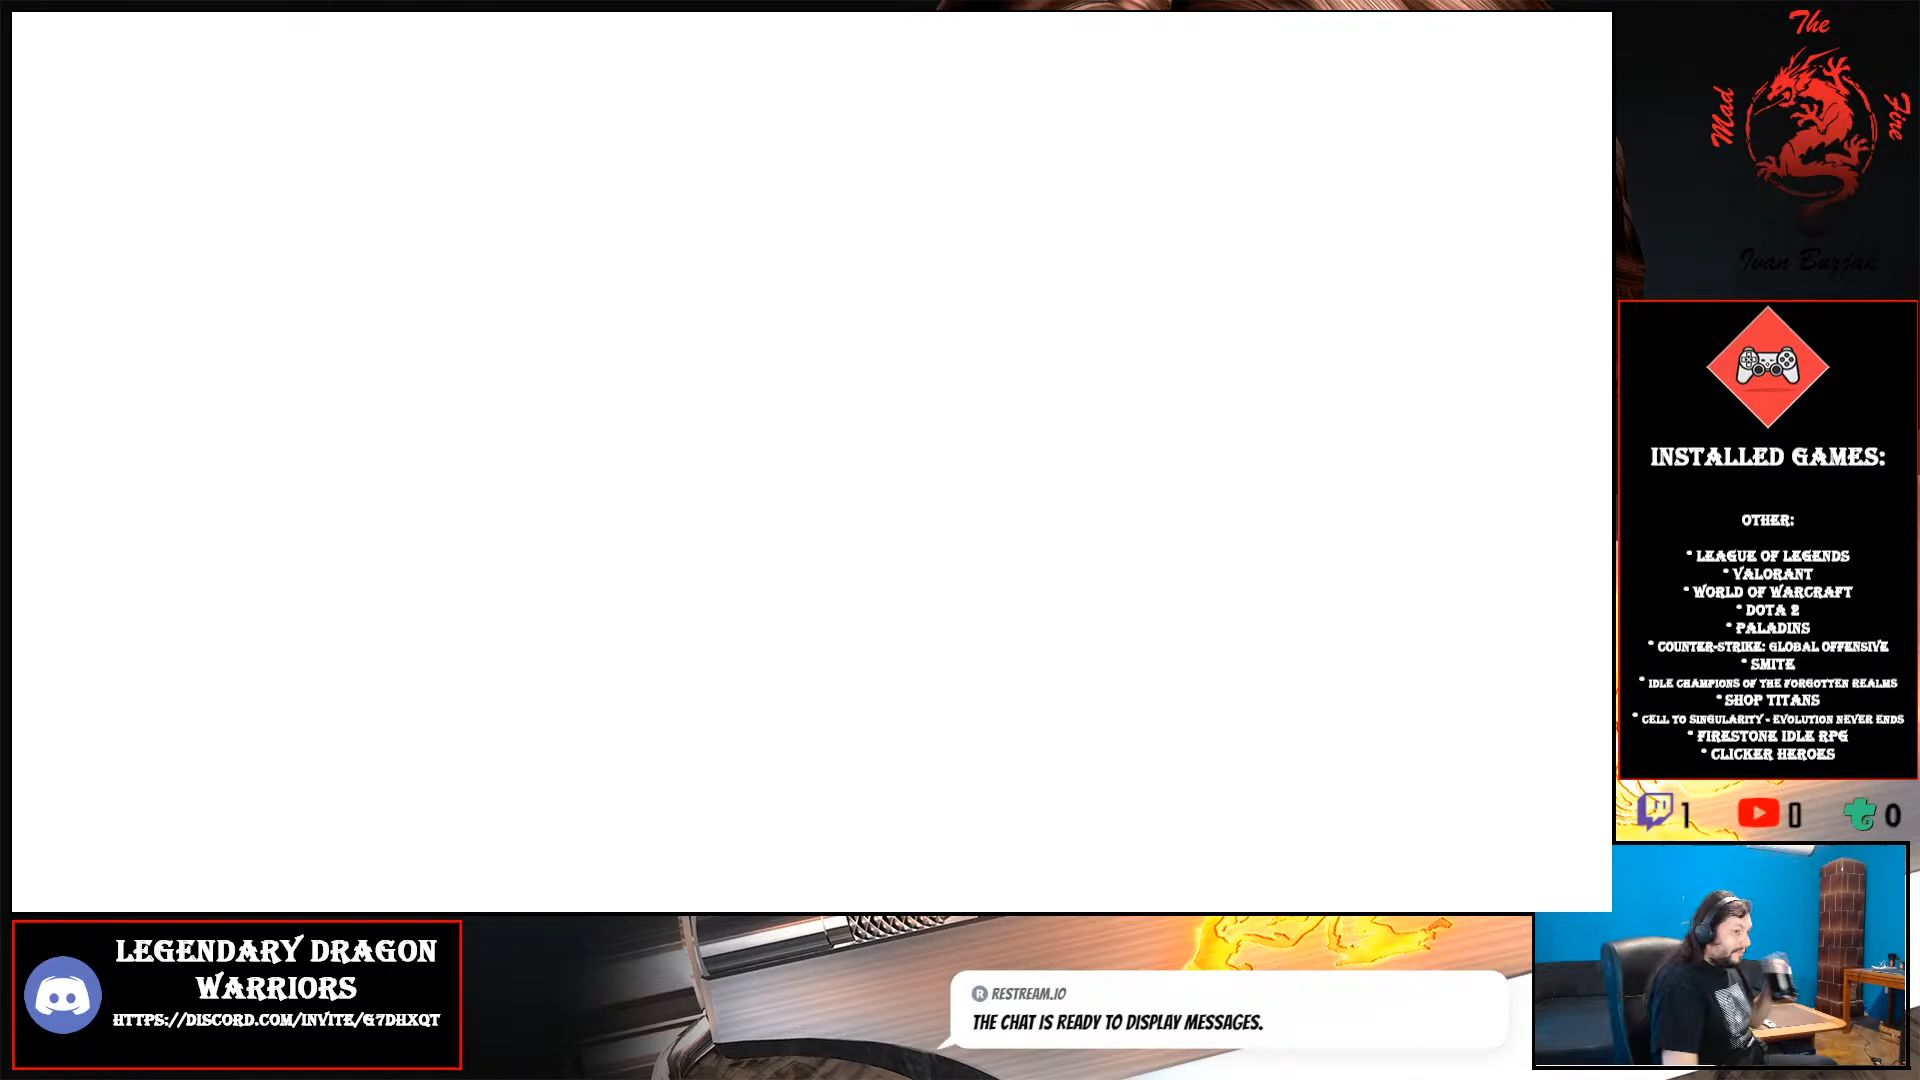 The
Mad
Fire
Ivan Buzjak
INSTALLED GAMES:
OTHER:
* LEAGUE OF LEGENDS
* VALORANT
* WORLD OF WARCRAFT
* DOTA 2
* PALADINS
* COUNTER-STRIKE: GLOBAL OFFENSIVE
* SMITE
* IDLE CHAMPIONS OF THE FORGOTTEN REALMS
* SHOP TITANS
* CELL TO SINGULARITY - EVOLUTION NEVER ENDS
* FIRESTONE IDLE RPG
* CLICKER HEROES
1 0 0
LEGENDARY DRAGON
WARRIORS
HTTPS://DISCORD.COM/INVITE/G7DHXQT
RESTREAM.IO
THE CHAT IS READY TO DISPLAY MESSAGES.